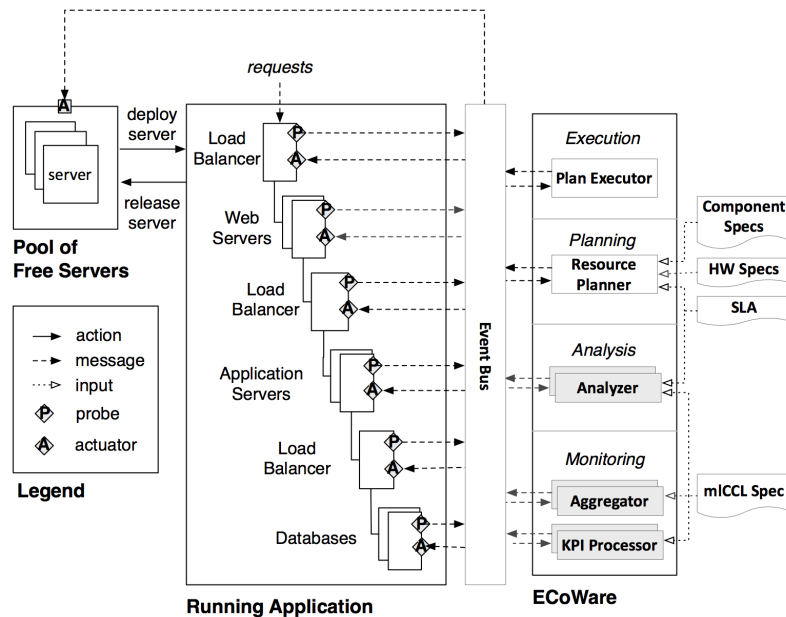 requests
A
server
deploy
server
release
server
Pool of
Free Servers
action
message
input
P
probe
A
actuator
Legend
Load
Balancer
P
A
Web
Servers
P
A
Load
Balancer
P
A
Application
Servers
P
A
Load
Balancer
P
A
Databases
P
A
Running Application
Event Bus
Execution
Plan Executor
Planning
Resource
Planner
Analysis
Analyzer
Monitoring
Aggregator
KPI Processor
ECoWare
Component
Specs
HW Specs
SLA
mlCCL Spec